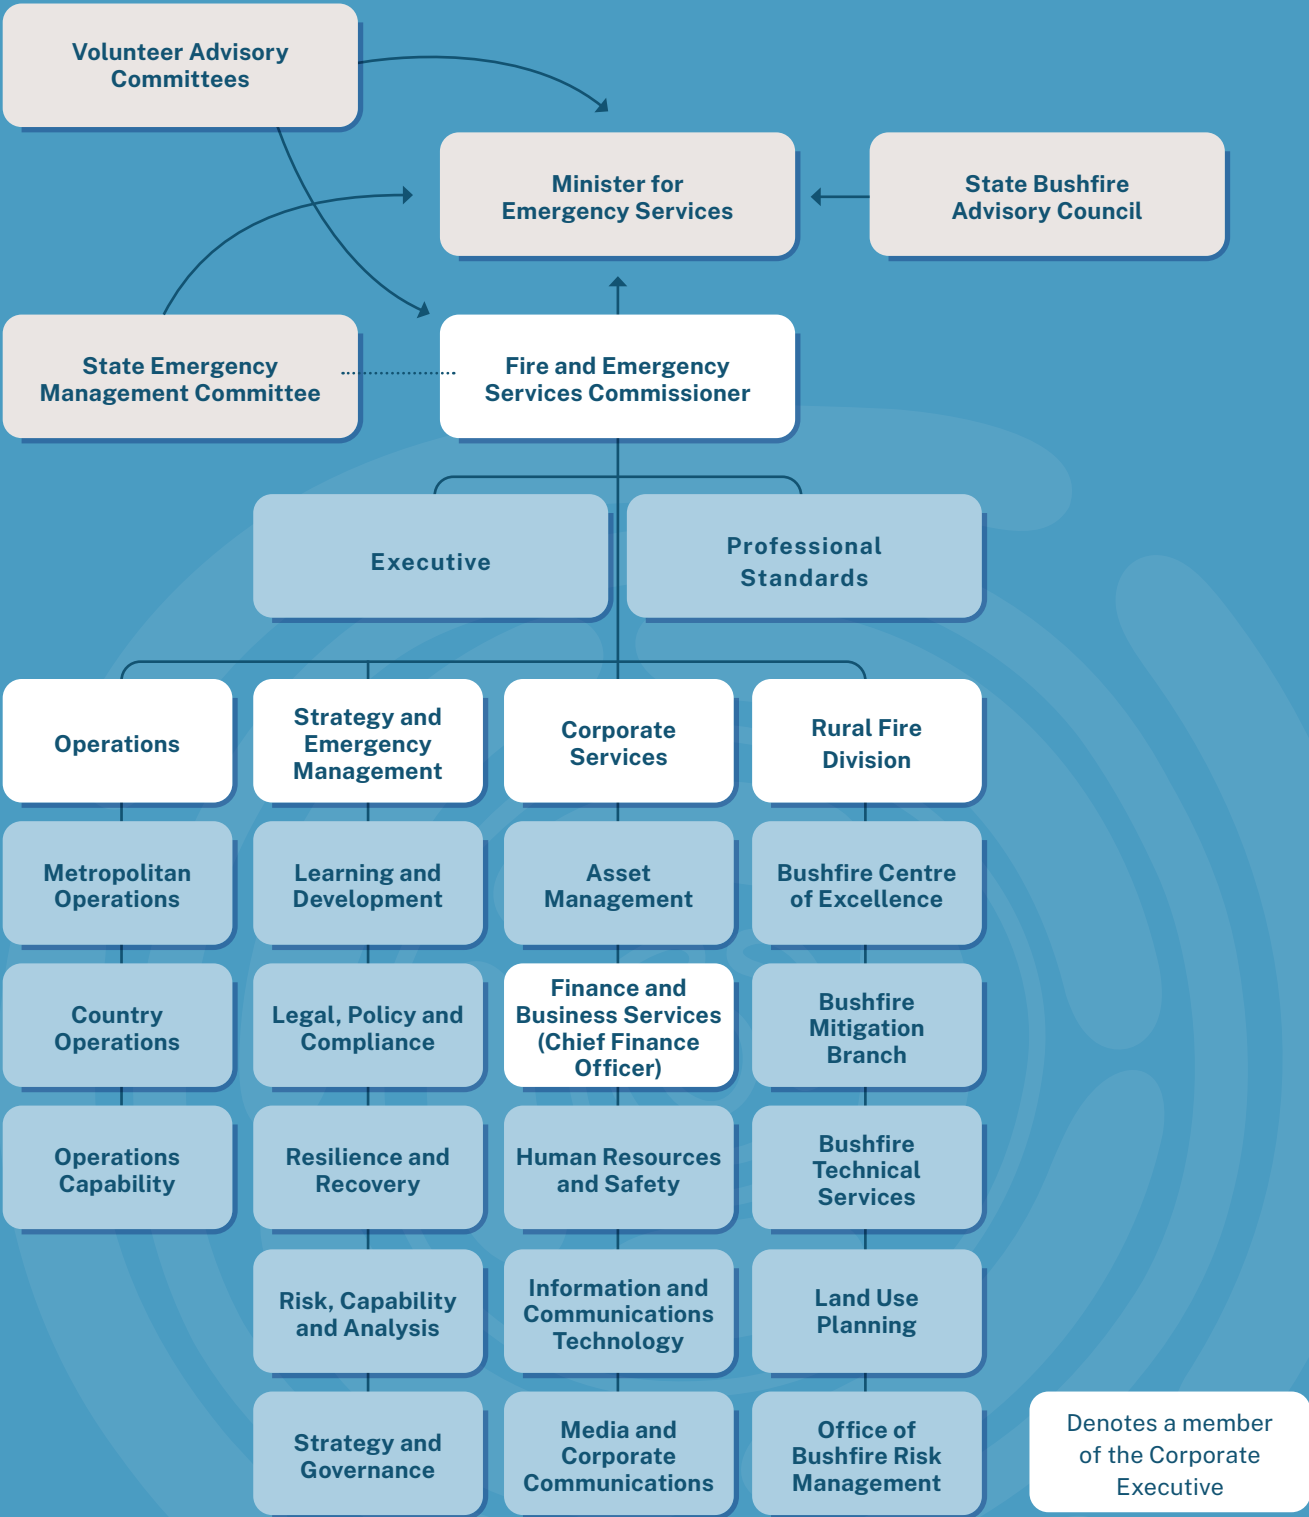 Volunteer Advisory
Committees
Minister for
Emergency Services
State Bushfire
Advisory Council
State Emergency
Management Committee
Fire and Emergency
Services Commissioner
Executive
Professional
Standards
Operations
Strategy and
Emergency
Management
Corporate
Services
Rural Fire
Division
Metropolitan
Operations
Learning and
Development
Asset
Management
Bushfire Centre
of Excellence
Country
Operations
Legal, Policy and
Compliance
Finance and
Business Services
(Chief Finance
Officer)
Bushfire
Mitigation
Branch
Operations
Capability
Resilience and
Recovery
Human Resources
and Safety
Bushfire
Technical
Services
Risk, Capability
and Analysis
Information and
Communications
Technology
Land Use
Planning
Strategy and
Governance
Media and
Corporate
Communications
Office of
Bushfire Risk
Management
Denotes a member
of the Corporate
Executive